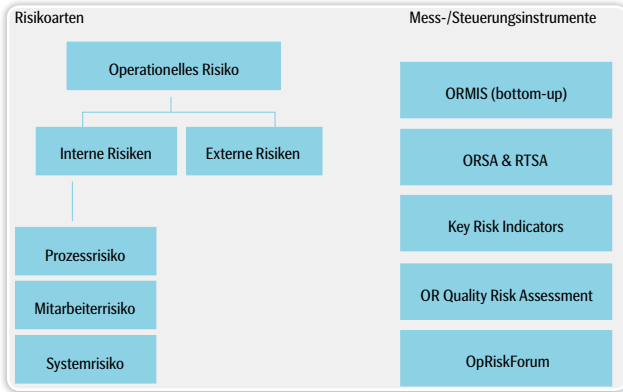 Risikoarten
Mess-/Steuerungsinstrumente
Operationelles Risiko
Interne Risiken
Externe Risiken
Prozessrisiko
Mitarbeiterrisiko
Systemrisiko
ORMIS (bottom-up)
ORSA & RTSA
Key Risk Indicators
OR Quality Risk Assessment
OpRiskForum